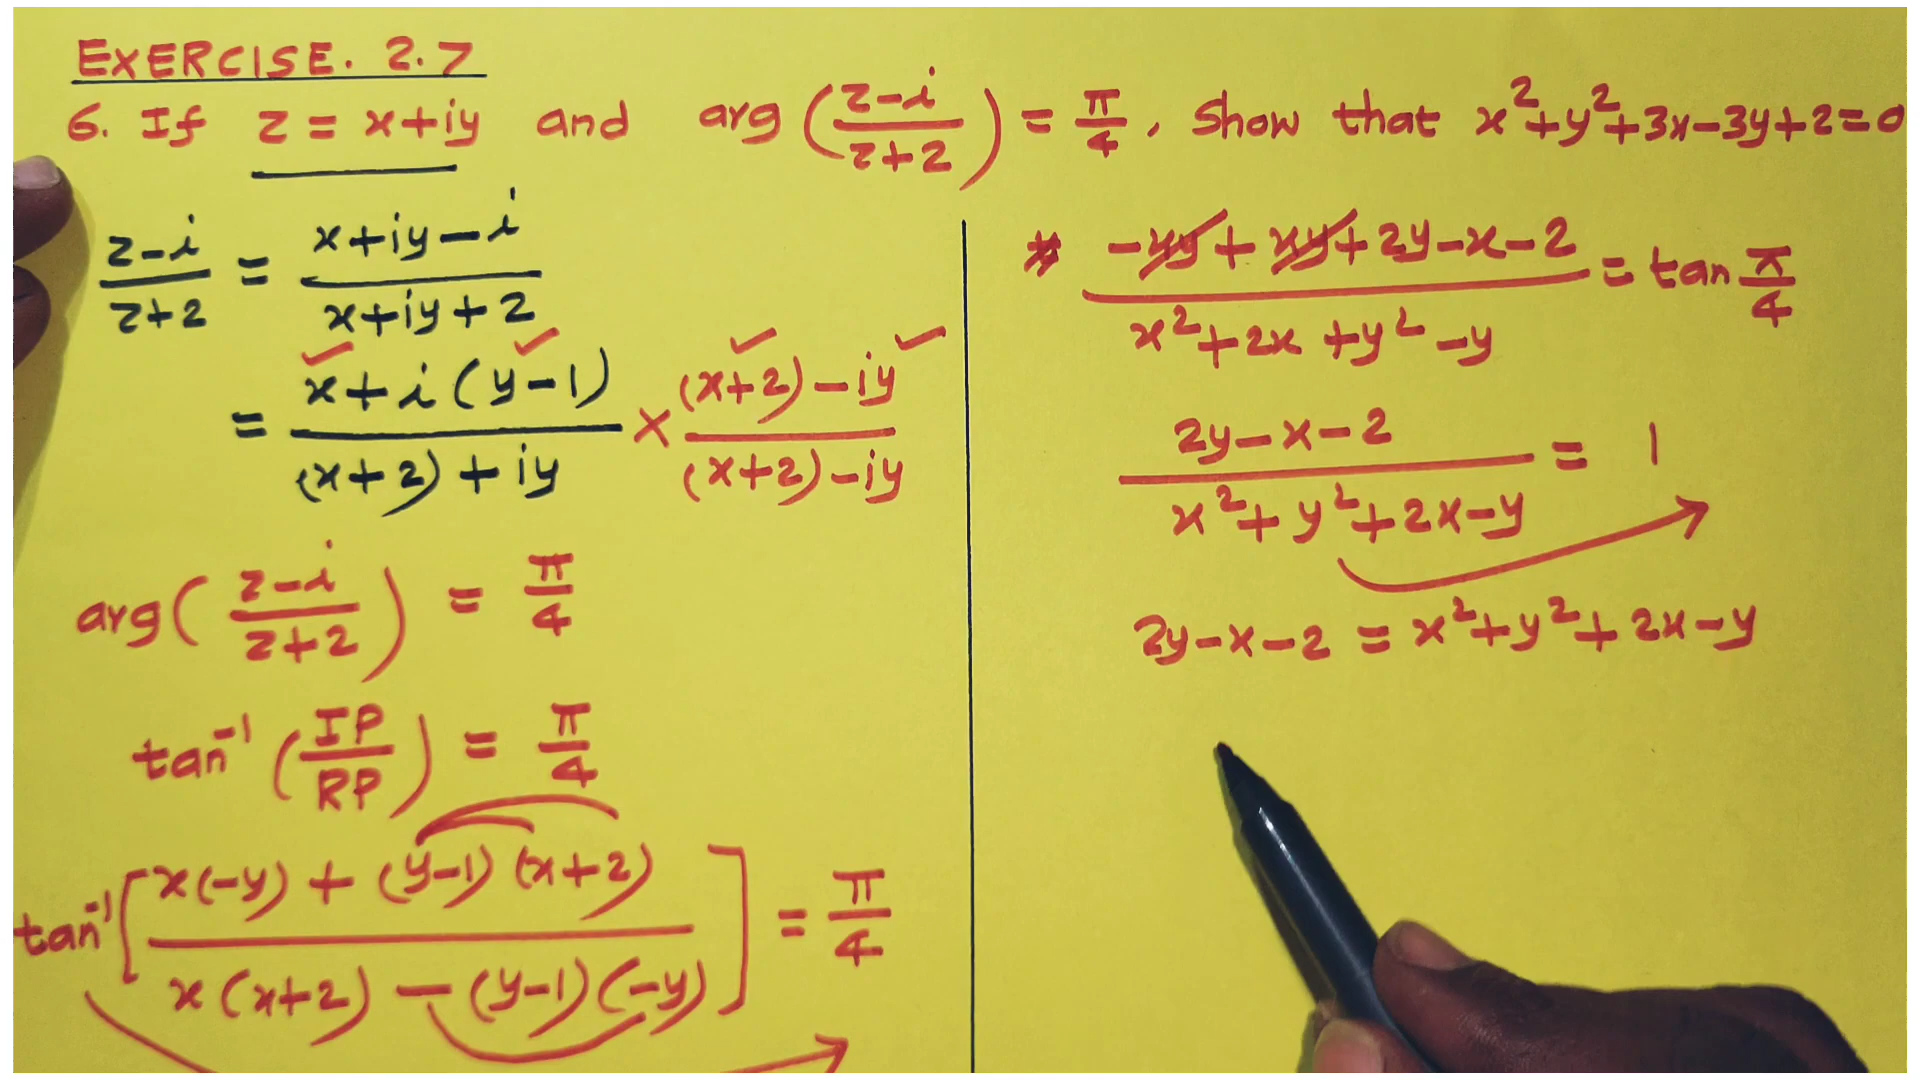 EXERCISE. 2.7
6. If z = x+iy and arg((z-i)/(z+2)) = π/4, Show that x²+y²+3x-3y+2=0
(z-i)/(z+2) = (x+iy-i)/(x+iy+2)
= (x+i(y-1))/((x+2)+iy) × ((x+2)-iy)/((x+2)-iy)
arg((z-i)/(z+2)) = π/4
tan⁻¹(IP/RP) = π/4
tan⁻¹[(x(-y)+(y-1)(x+2))/(x(x+2)-(y-1)(-y))] = π/4
* (-xy+xy+2y-x-2)/(x²+2x+y²-y) = tan π/4
(2y-x-2)/(x²+y²+2x-y) = 1
2y-x-2 = x²+y²+2x-y